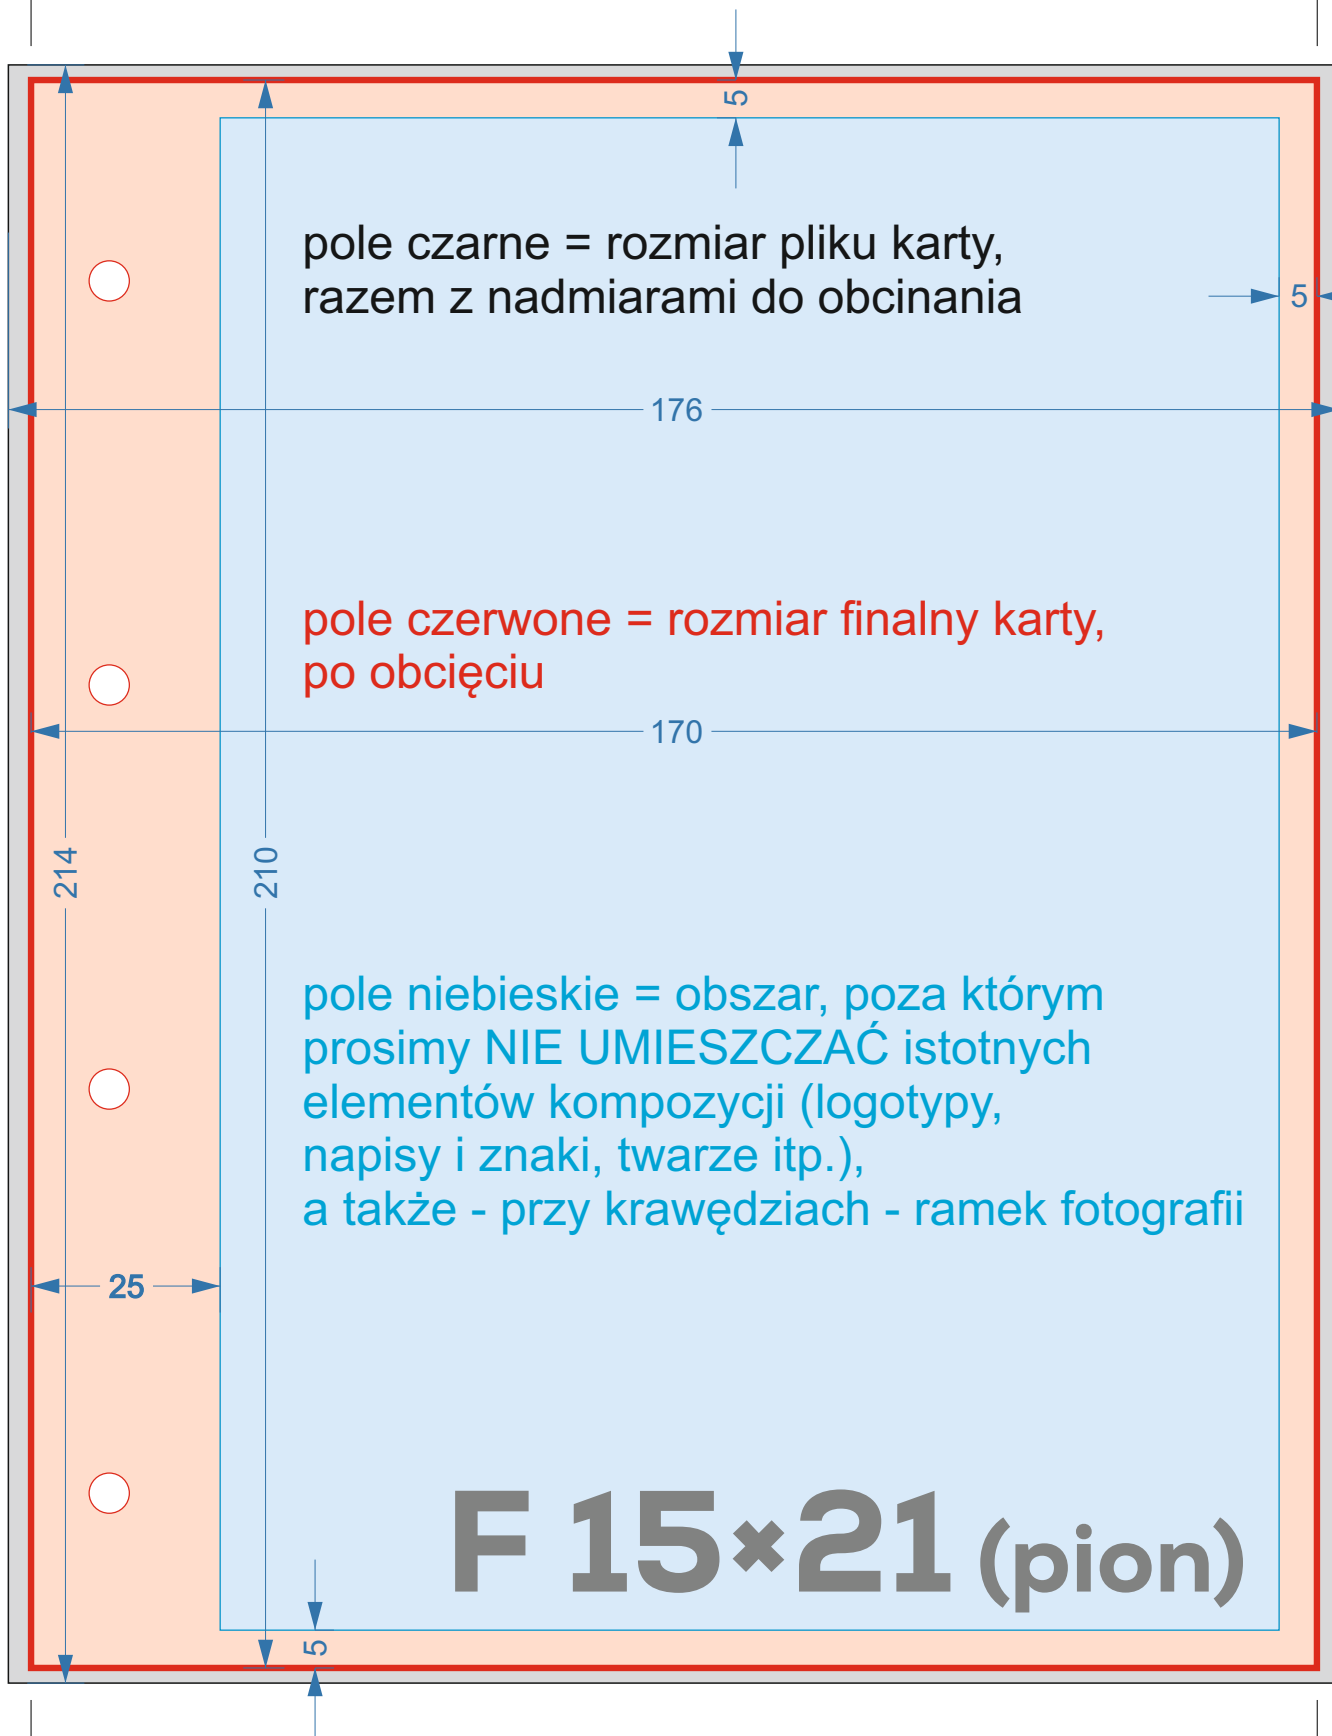 5
pole czarne = rozmiar pliku karty,
razem z nadmiarami do obcinania
5
176
pole czerwone = rozmiar finalny karty,
po obcięciu
170
214
210
pole niebieskie = obszar, poza którym
prosimy NIE UMIESZCZAĆ istotnych
elementów kompozycji (logotypy,
napisy i znaki, twarze itp.),
a także - przy krawędziach - ramek fotografii
25
F 15×21 (pion)
5